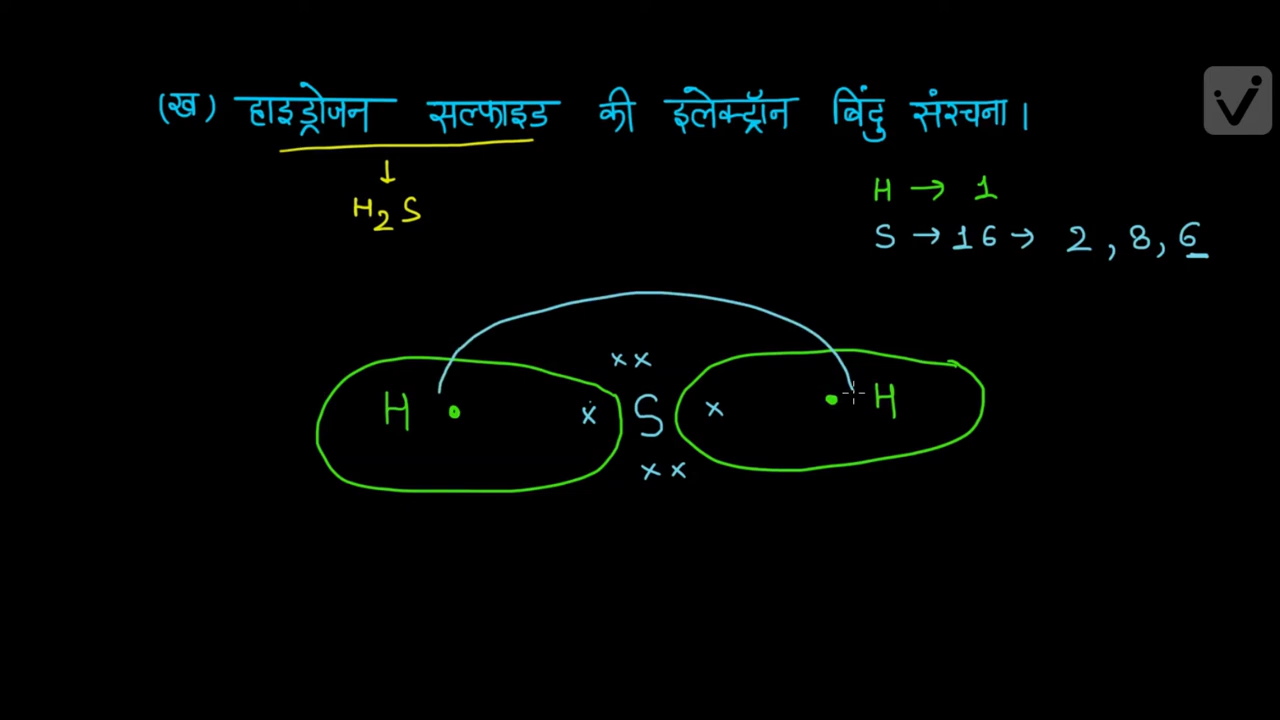 (ख) हाइड्रोजन सल्फाइड की इलेक्ट्रॉन बिंदु संरचना।
↓
H₂S
H → 1
S → 16 → 2, 8, 6
x x
H • x S x • H
x x